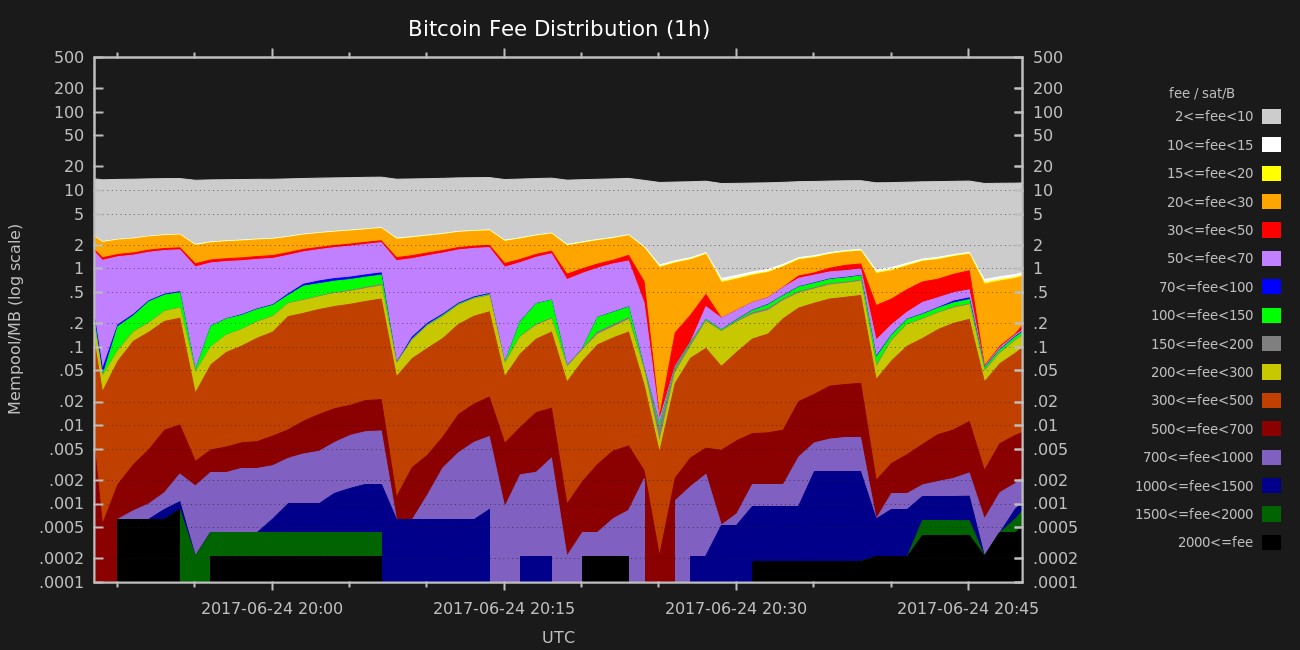 Bitcoin Fee Distribution (1h)
500 500
200 200
100 100
50 50
20 20
10 10
5 5
2 2
1 1
.5 .5
.2 .2
.1 .1
.05 .05
.02 .02
.01 .01
.005 .005
.002 .002
.001 .001
.0005 .0005
.0002 .0002
.0001 .0001
Mempool/MB (log scale)
2017-06-24 20:00 2017-06-24 20:15 2017-06-24 20:30 2017-06-24 20:45
UTC
fee / sat/B
2<=fee<10
10<=fee<15
15<=fee<20
20<=fee<30
30<=fee<50
50<=fee<70
70<=fee<100
100<=fee<150
150<=fee<200
200<=fee<300
300<=fee<500
500<=fee<700
700<=fee<1000
1000<=fee<1500
1500<=fee<2000
2000<=fee